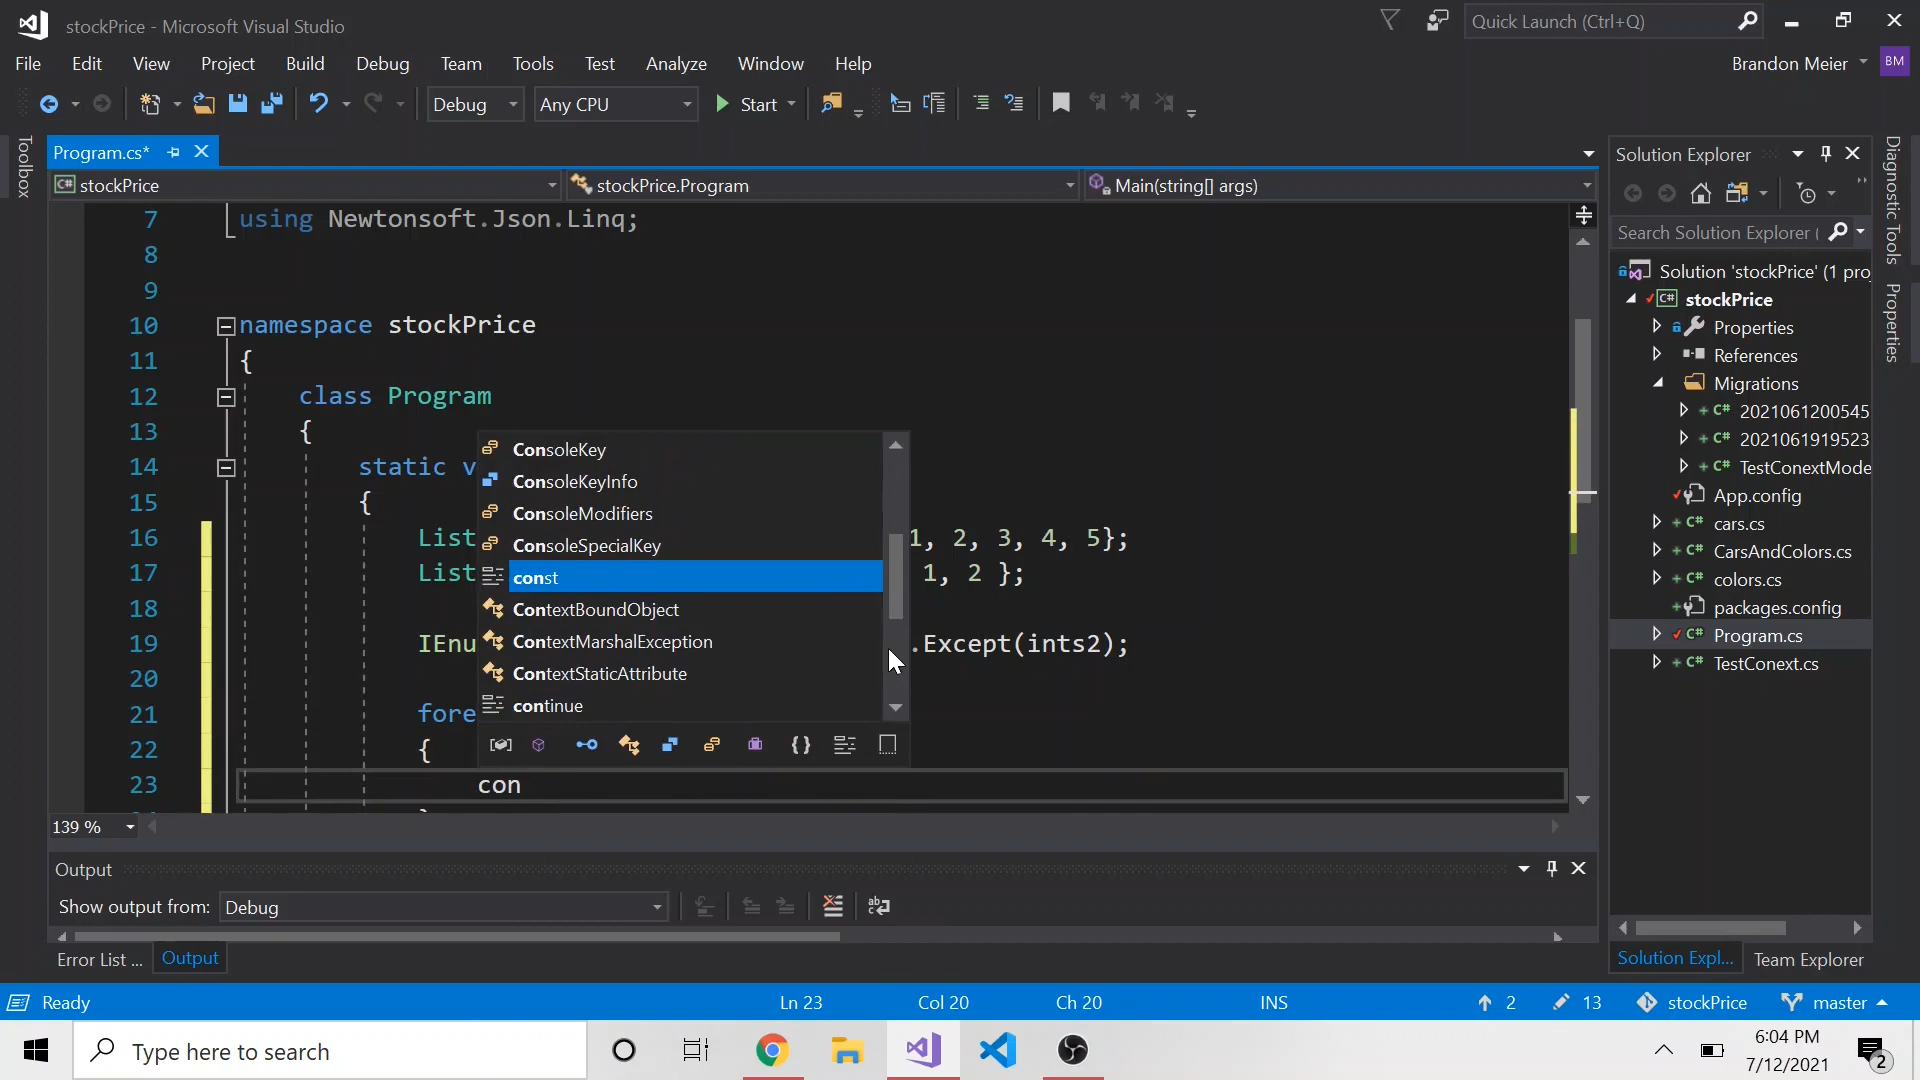 stockPrice - Microsoft Visual Studio
Quick Launch (Ctrl+Q)
File Edit View Project Build Debug Team Tools Test Analyze Window Help
Brandon Meier BM
Debug Any CPU Start
Toolbox
Program.cs*
stockPrice stockPrice.Program Main(string[] args)
7 using Newtonsoft.Json.Linq;
8
9
10 namespace stockPrice
11 {
12 class Program
13 {
14 static v
15 {
16 List 1, 2, 3, 4, 5};
17 List 1, 2 };
18
19 IEnu .Except(ints2);
20
21 fore
22 {
23 con
ConsoleKey
ConsoleKeyInfo
ConsoleModifiers
ConsoleSpecialKey
const
ContextBoundObject
ContextMarshalException
ContextStaticAttribute
continue
139 %
Output
Show output from: Debug
Error List ... Output
Solution Explorer
Search Solution Explorer (
Solution 'stockPrice' (1 proj
C# stockPrice
Properties
References
Migrations
C# 2021061200545
C# 2021061919523
C# TestConextMode
App.config
C# cars.cs
C# CarsAndColors.cs
C# colors.cs
packages.config
C# Program.cs
C# TestConext.cs
Solution Expl... Team Explorer
Diagnostic Tools
Properties
Ready Ln 23 Col 20 Ch 20 INS 2 13 stockPrice master
Type here to search
6:04 PM
7/12/2021
2